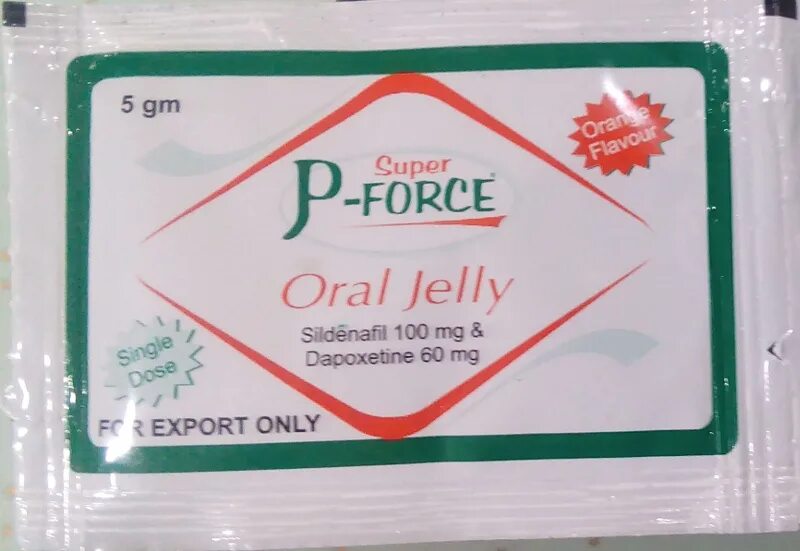 5 gm
Orange
Flavour
Super
P-FORCE
Oral Jelly
Sildenafil 100 mg &
Dapoxetine 60 mg
Single
Dose
FOR EXPORT ONLY